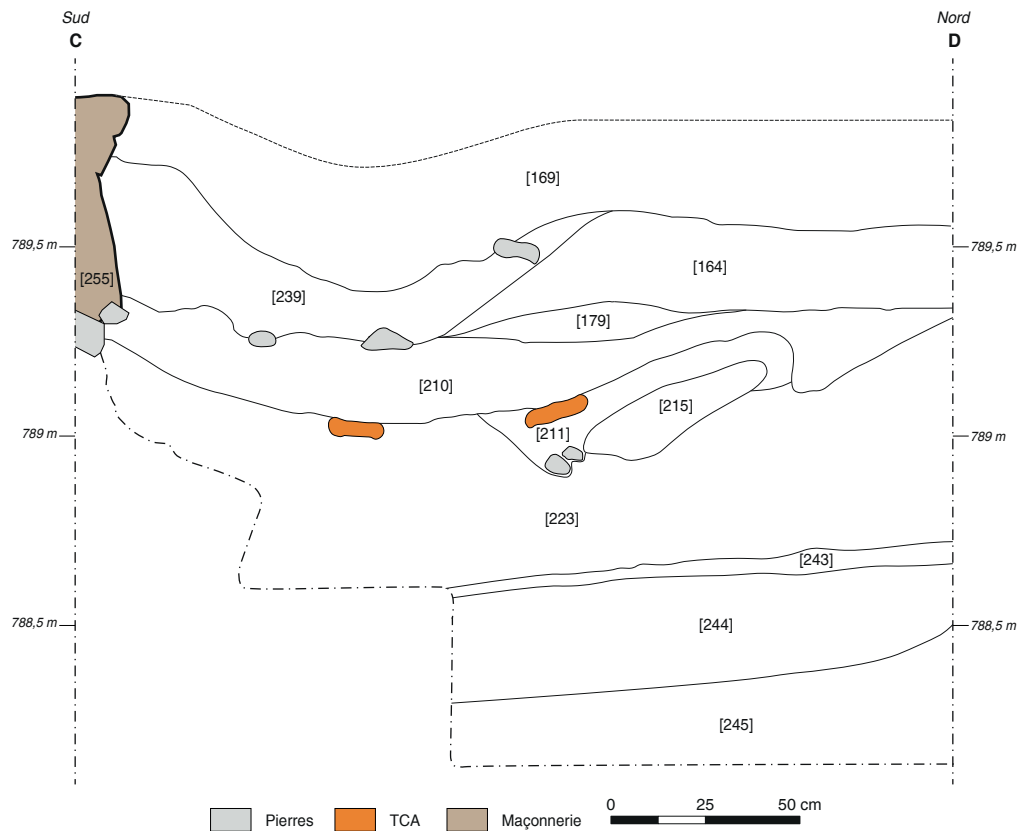 Sud
Nord
C
D
[169]
789,5 m
789,5 m
[164]
[255]
[239]
[179]
[210]
[215]
789 m
[211]
789 m
[223]
[243]
788,5 m
[244]
788,5 m
[245]
0 25 50 cm
Pierres TCA Maçonnerie